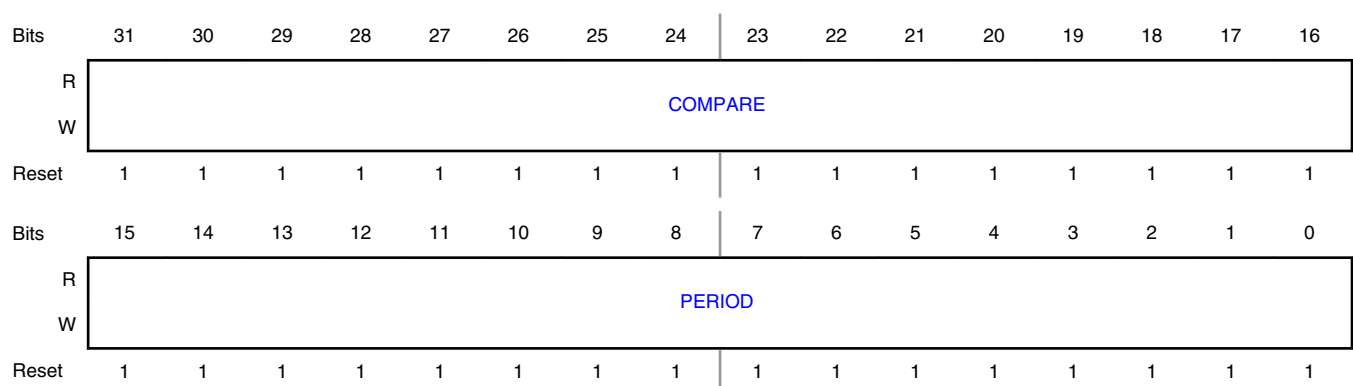 Bits 31 30 29 28 27 26 25 24 23 22 21 20 19 18 17 16
R
COMPARE
W
Reset 1 1 1 1 1 1 1 1 1 1 1 1 1 1 1 1
Bits 15 14 13 12 11 10 9 8 7 6 5 4 3 2 1 0
R
PERIOD
W
Reset 1 1 1 1 1 1 1 1 1 1 1 1 1 1 1 1